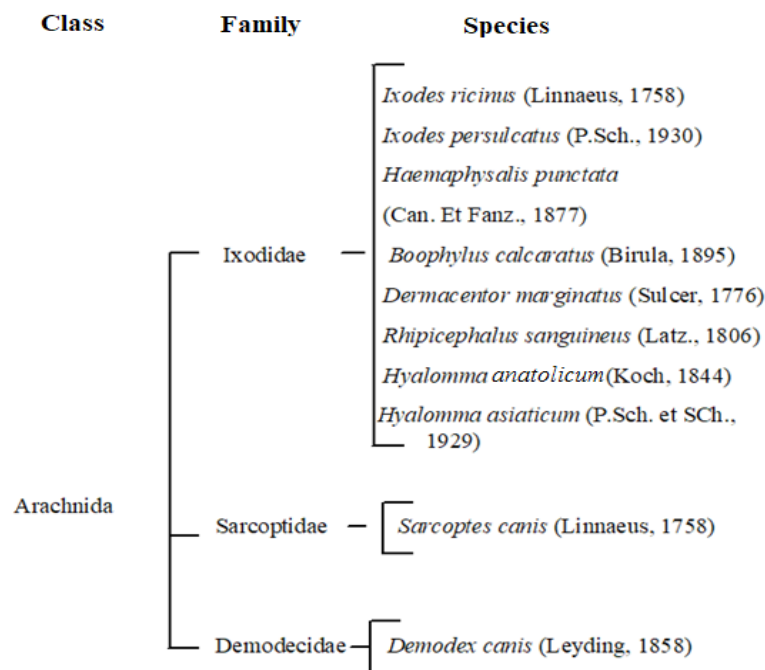 Class Family Species
Ixodes ricinus (Linnaeus, 1758)
Ixodes persulcatus (P.Sch., 1930)
Haemaphysalis punctata
(Can. Et Fanz., 1877)
Ixodidae Boophylus calcaratus (Birula, 1895)
Dermacentor marginatus (Sulcer, 1776)
Rhipicephalus sanguineus (Latz., 1806)
Hyalomma anatolicum(Koch, 1844)
Hyalomma asiaticum (P.Sch. et SCh.,
1929)
Arachnida
Sarcoptidae Sarcoptes canis (Linnaeus, 1758)
Demodecidae Demodex canis (Leyding, 1858)